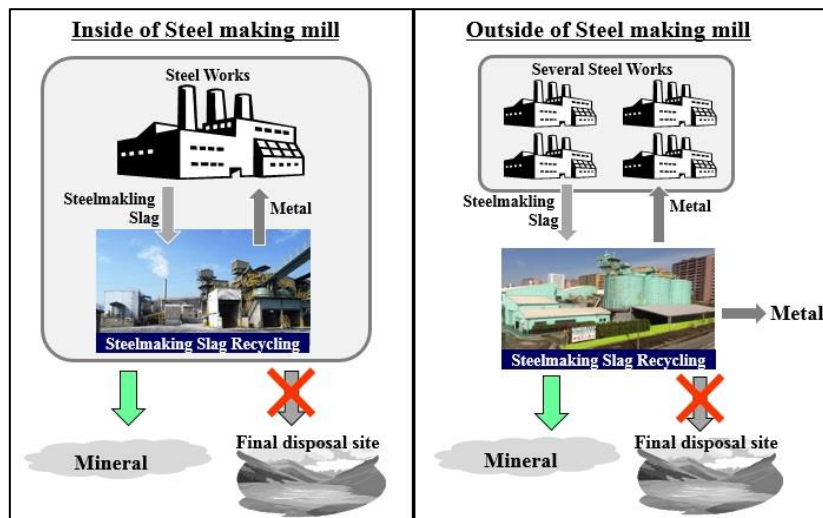 Inside of Steel making mill
Steel Works
Steelmakling
Slag
Metal
Steelmaking Slag Recycling
Mineral
Final disposal site
Outside of Steel making mill
Several Steel Works
Steelmakling
Slag
Metal
Metal
Steelmaking Slag Recycling
Mineral
Final disposal site